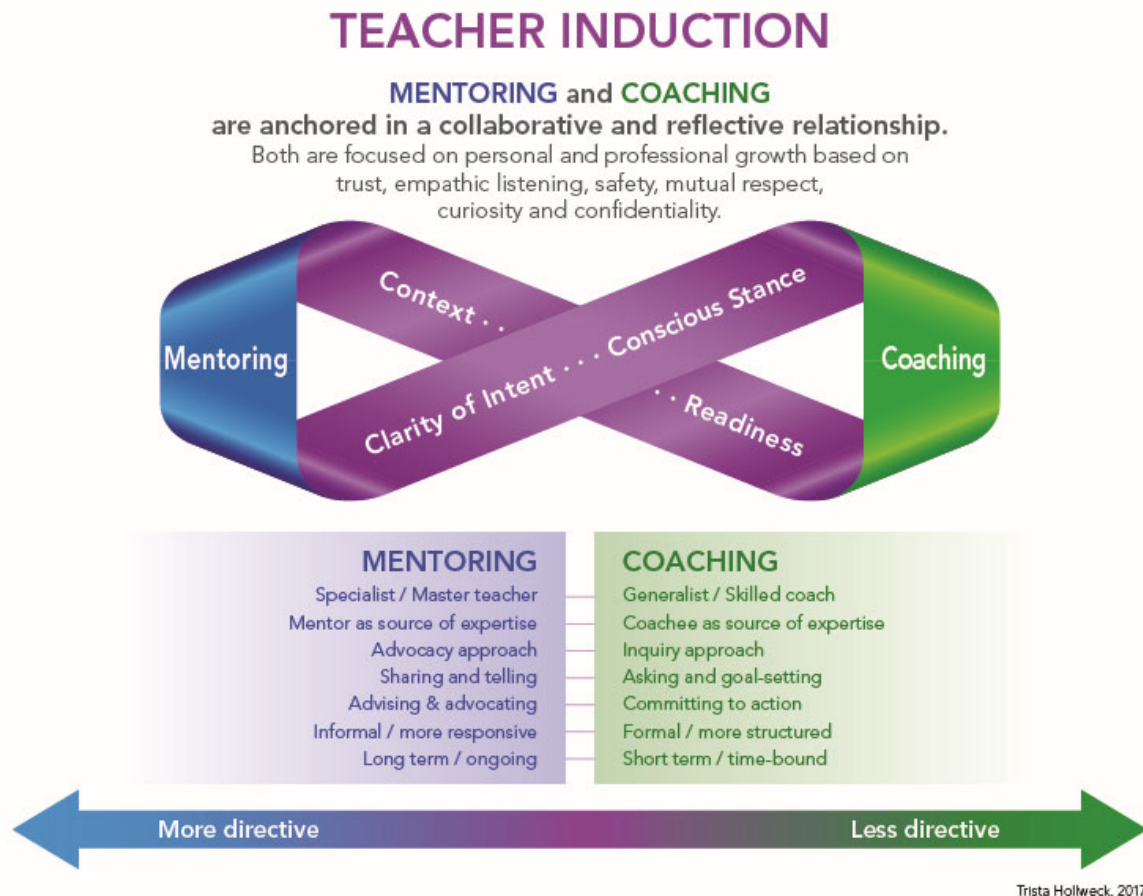 TEACHER INDUCTION
MENTORING and COACHING
are anchored in a collaborative and reflective relationship.
Both are focused on personal and professional growth based on
trust, empathic listening, safety, mutual respect,
curiosity and confidentiality.
Context . .
Clarity of Intent . . . Conscious Stance
. . Readiness
Mentoring
Coaching
MENTORING
Specialist / Master teacher
Mentor as source of expertise
Advocacy approach
Sharing and telling
Advising & advocating
Informal / more responsive
Long term / ongoing
COACHING
Generalist / Skilled coach
Coachee as source of expertise
Inquiry approach
Asking and goal-setting
Committing to action
Formal / more structured
Short term / time-bound
More directive
Less directive
Trista Hollweck, 2017